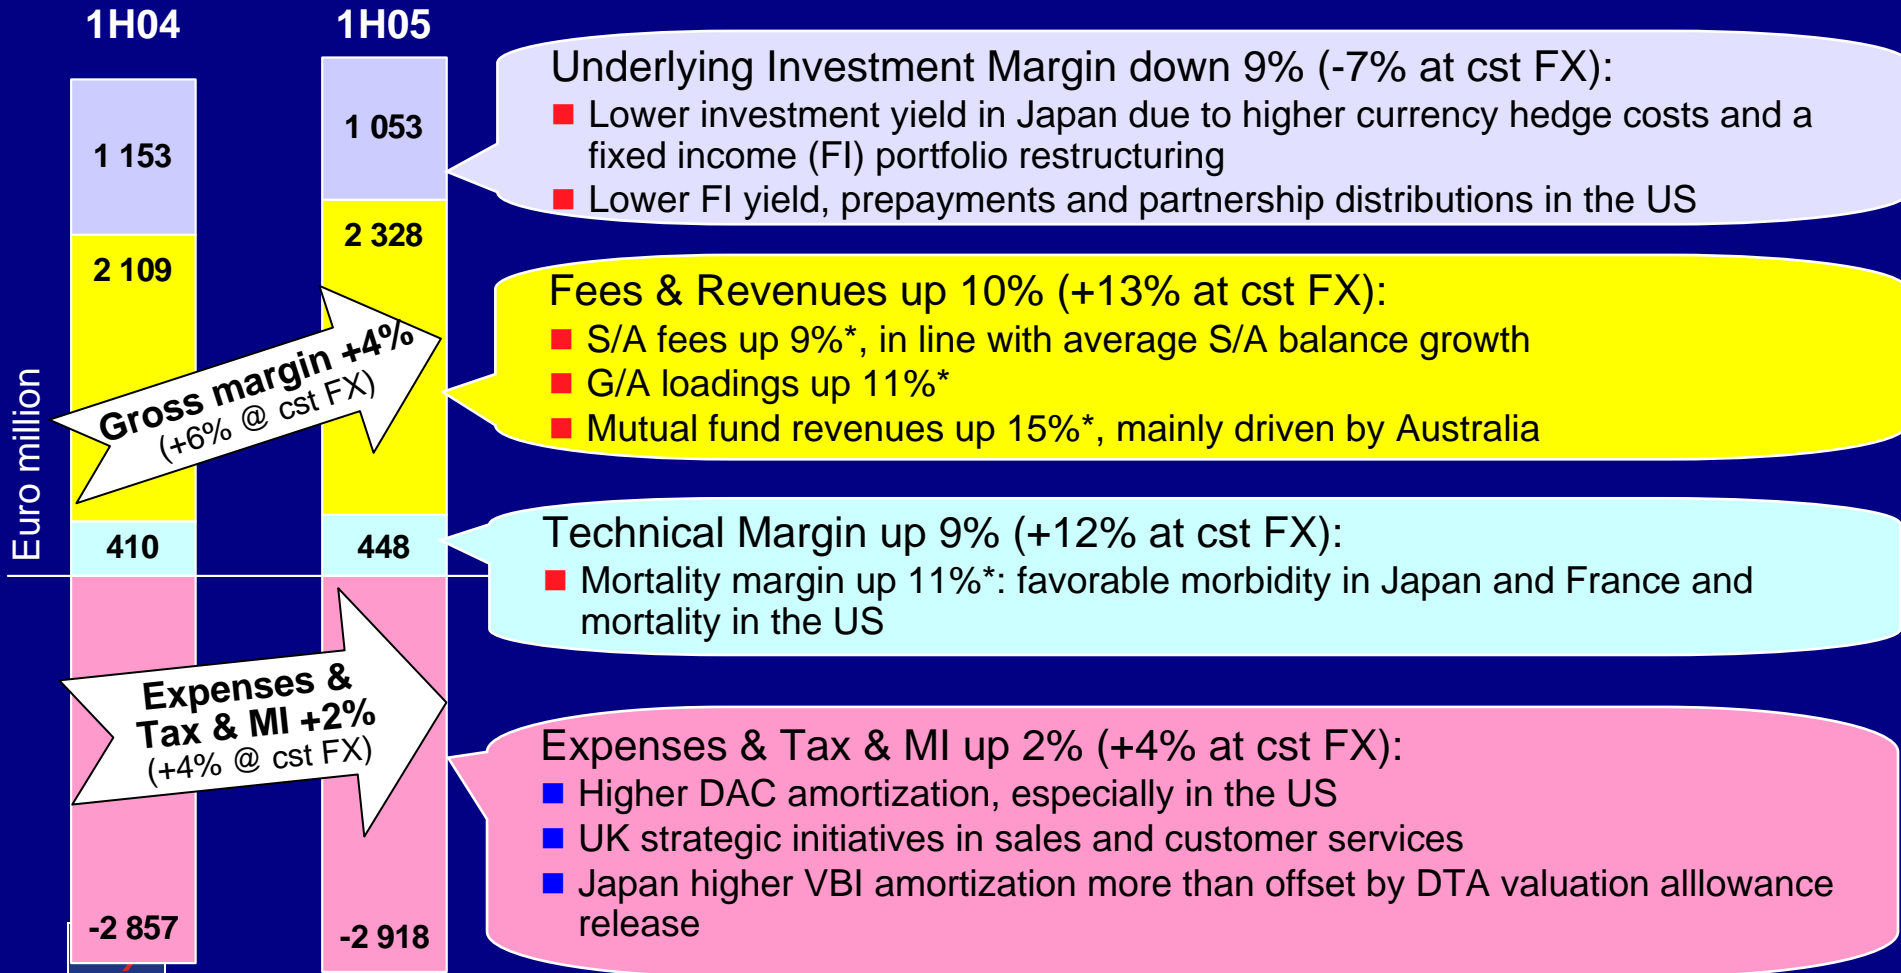 1H04
1H05
1 153
1 053
2 109
2 328
Gross margin +4%
(+6% @ cst FX)
Euro million
410
448
Expenses &
Tax & MI +2%
(+4% @ cst FX)
-2 857
-2 918
Underlying Investment Margin down 9% (-7% at cst FX):
Lower investment yield in Japan due to higher currency hedge costs and a
fixed income (FI) portfolio restructuring
Lower FI yield, prepayments and partnership distributions in the US
Fees & Revenues up 10% (+13% at cst FX):
S/A fees up 9%*, in line with average S/A balance growth
G/A loadings up 11%*
Mutual fund revenues up 15%*, mainly driven by Australia
Technical Margin up 9% (+12% at cst FX):
Mortality margin up 11%*: favorable morbidity in Japan and France and
mortality in the US
Expenses & Tax & MI up 2% (+4% at cst FX):
Higher DAC amortization, especially in the US
UK strategic initiatives in sales and customer services
Japan higher VBI amortization more than offset by DTA valuation alllowance
release